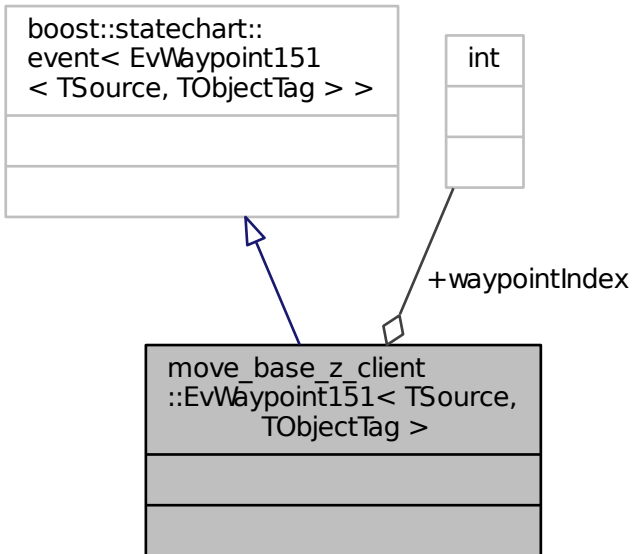 boost::statechart::
event< EvWaypoint151
< TSource, TObjectTag > >
int
+waypointIndex
move_base_z_client
::EvWaypoint151< TSource,
TObjectTag >